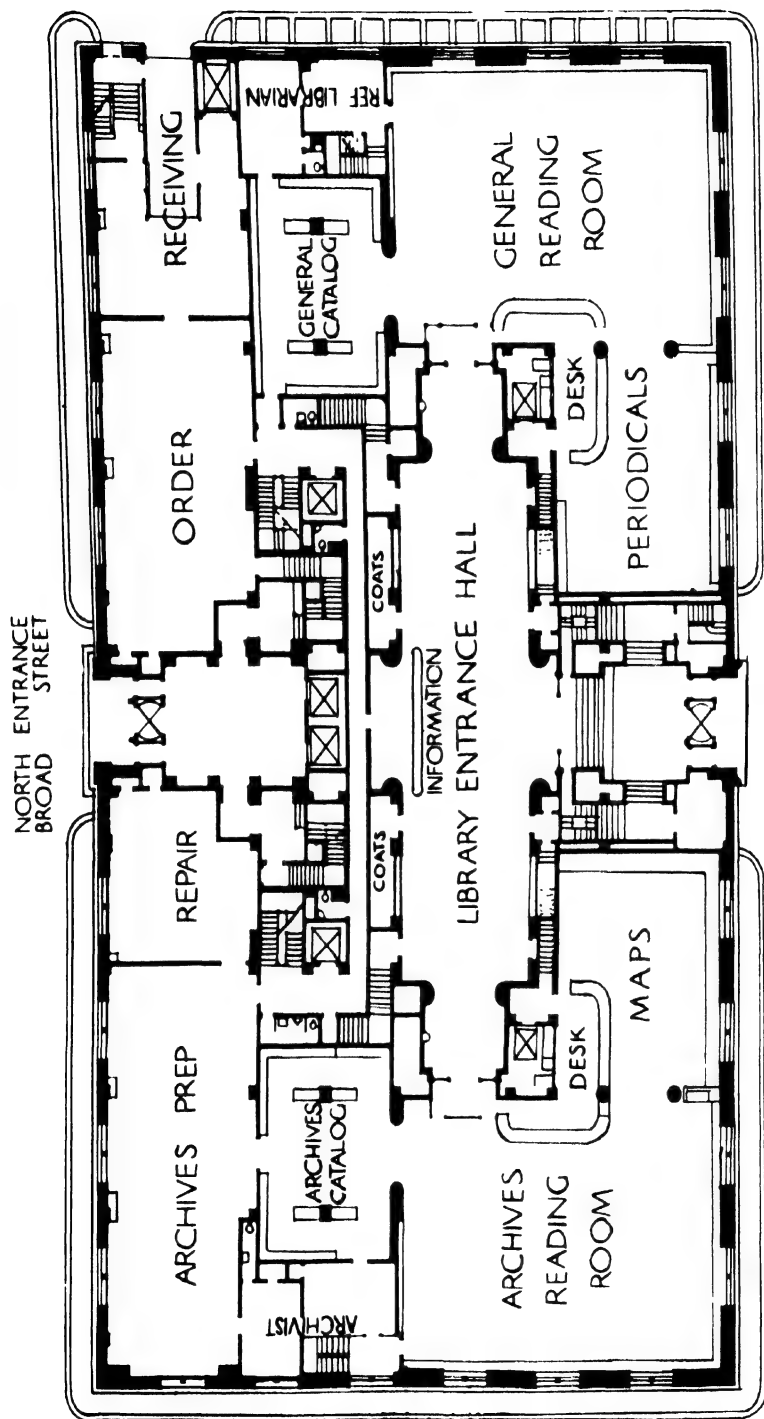 NORTH ENTRANCE
BROAD STREET
ARCHIVES PREP
REPAIR
ORDER
RECEIVING
ARCHIVIST
ARCHIVES
CATALOG
COATS
COATS
GENERAL
CATALOG
LIBRARIAN
REF LIBRARIAN
INFORMATION
LIBRARY ENTRANCE HALL
ARCHIVES
READING
ROOM
DESK
MAPS
DESK
PERIODICALS
GENERAL
READING
ROOM